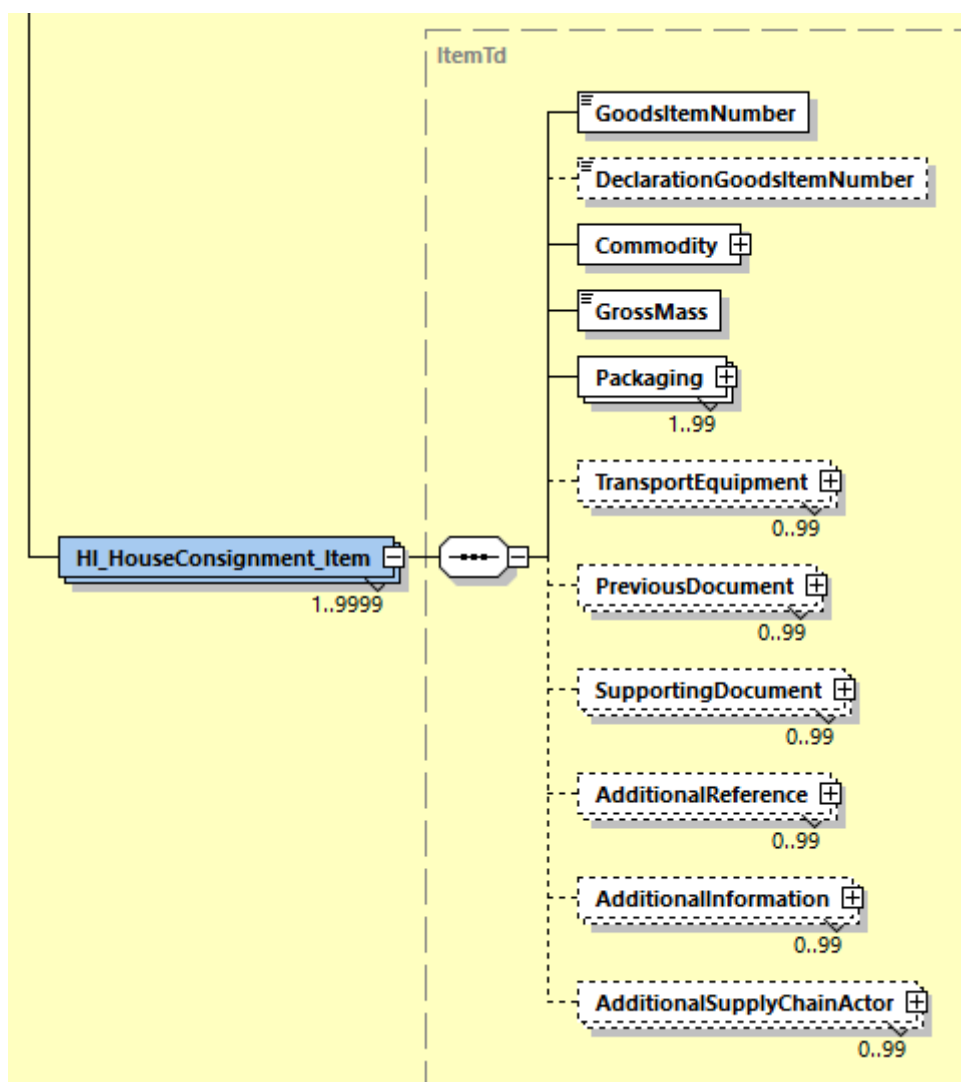 ItemTd
GoodsItemNumber
DeclarationGoodsItemNumber
Commodity
GrossMass
Packaging
1..99
TransportEquipment
0..99
HI_HouseConsignment_Item
1..9999
PreviousDocument
0..99
SupportingDocument
0..99
AdditionalReference
0..99
AdditionalInformation
0..99
AdditionalSupplyChainActor
0..99